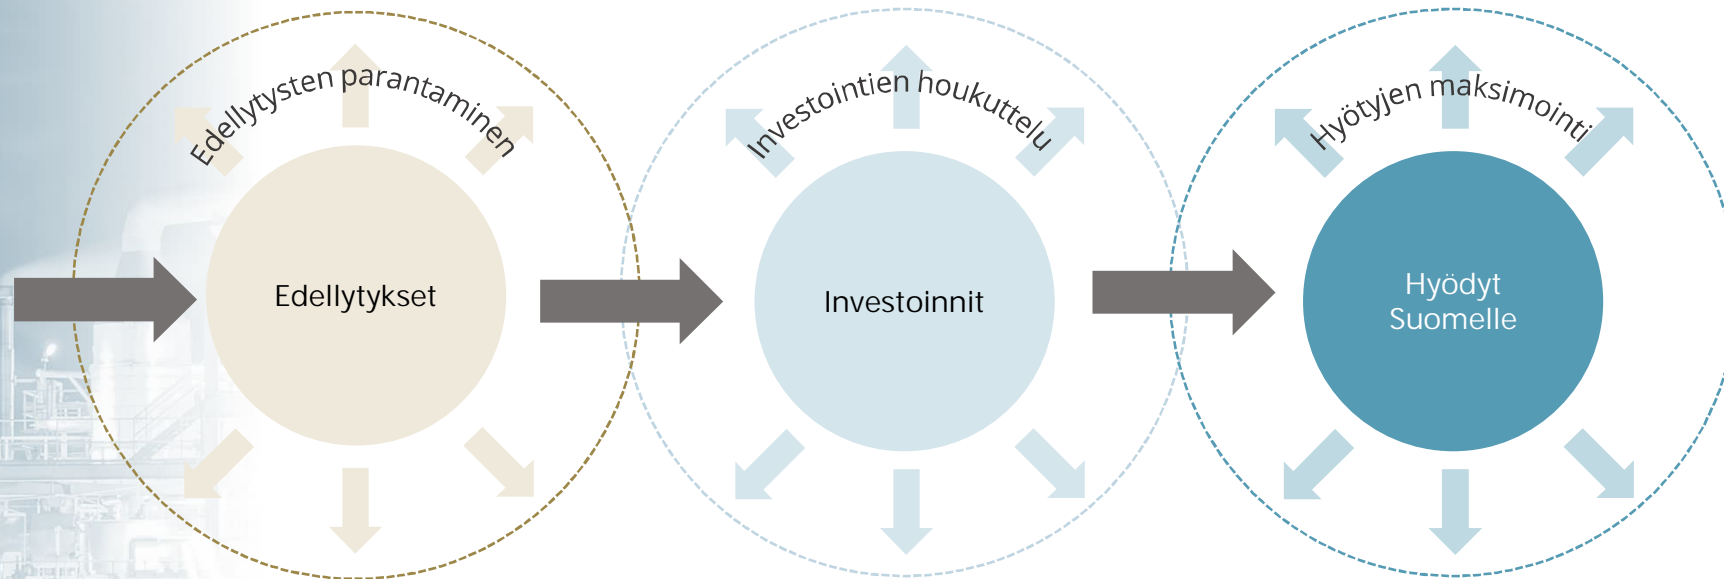 Edellytysten parantaminen
Edellytykset
Investointien houkuttelu
Investoinnit
Hyötyjen maksimointi
Hyödyt
Suomelle